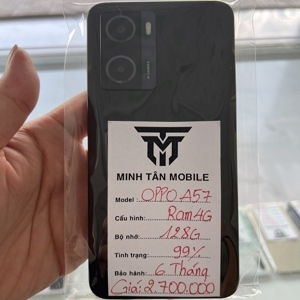 MINH TÂN MOBILE
Model: OPPO A57
Cấu hình: Ram 4G
Bộ nhớ: 128G
Tình trạng: 99%
Bảo hành: 6 Tháng
Giá: 2.700.000